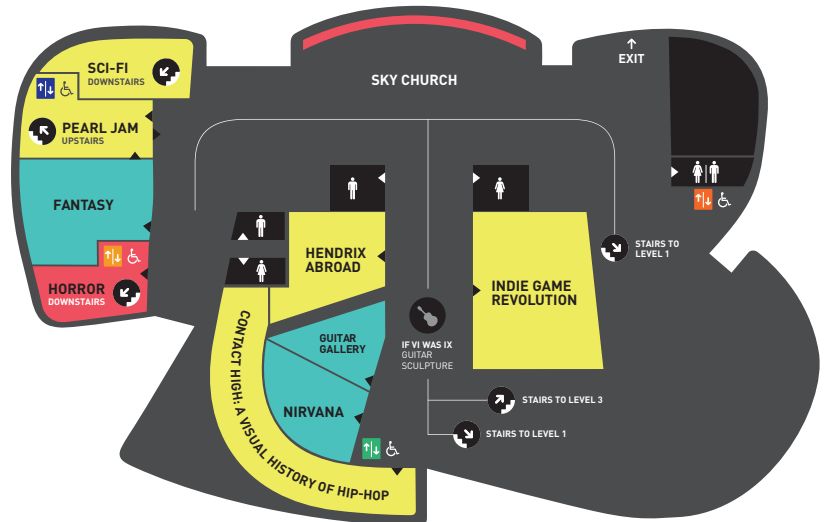 SKY CHURCH
↑
EXIT
SCI-FI
DOWNSTAIRS
PEARL JAM
UPSTAIRS
FANTASY
HORROR
DOWNSTAIRS
HENDRIX
ABROAD
INDIE GAME
REVOLUTION
STAIRS TO
LEVEL 1
GUITAR
GALLERY
IF VI WAS IX
GUITAR
SCULPTURE
NIRVANA
CONTACT HIGH: A VISUAL HISTORY OF HIP-HOP
STAIRS TO LEVEL 3
STAIRS TO LEVEL 1